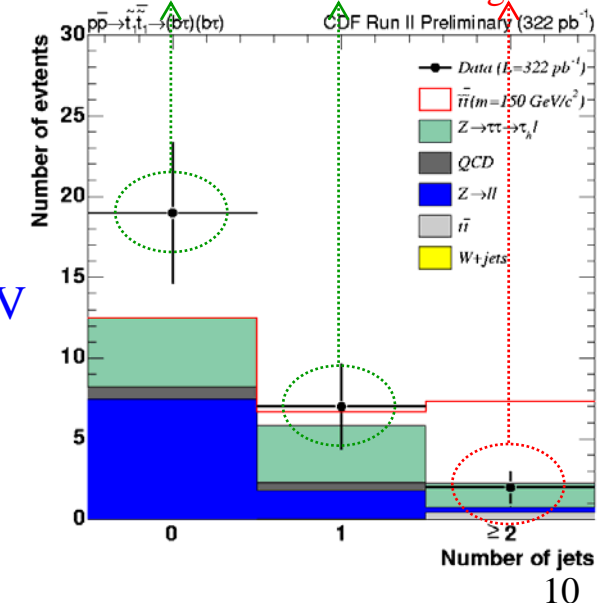 pp̄→t̃₁t̃̄₁→(bτ)(bτ) CDF Run II Preliminary (322 pb⁻¹)
Number of evtents
30
25
20
15
10
5
0
Data (L=322 pb⁻¹)
t̃t̃̄(m=150 GeV/c²)
Z→ττ→τₕl
QCD
Z→ll
tt̄
W+jets
V
0 1 ≥2
Number of jets
10